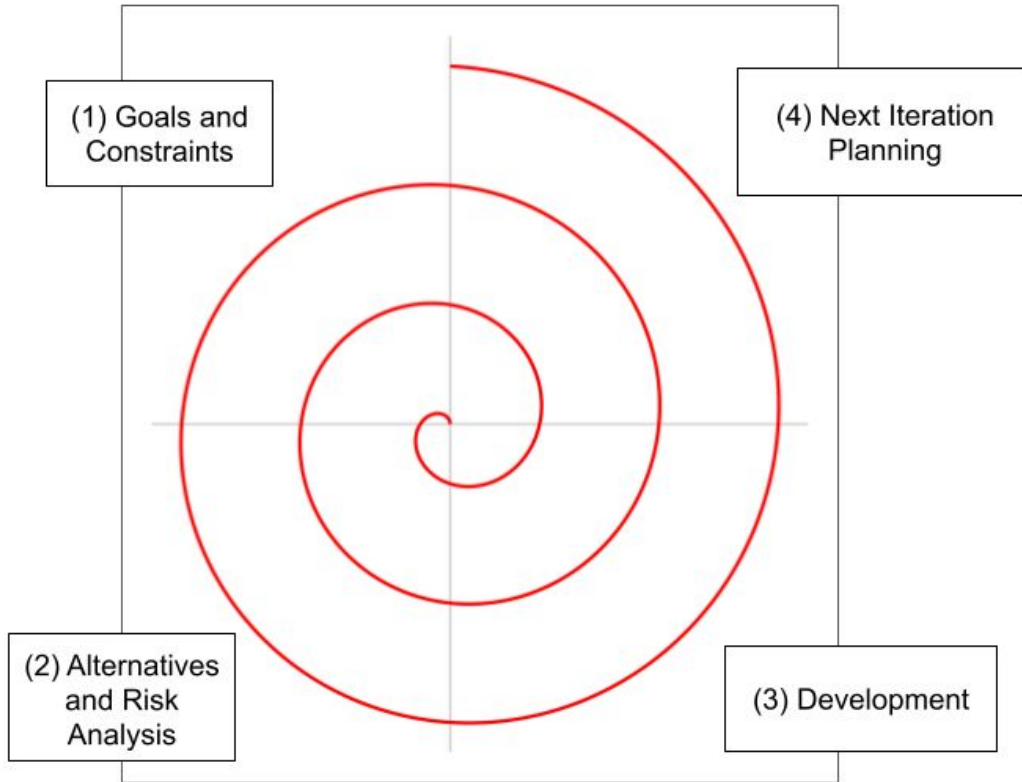 (1) Goals and
Constraints
(4) Next Iteration
Planning
(2) Alternatives
and Risk
Analysis
(3) Development